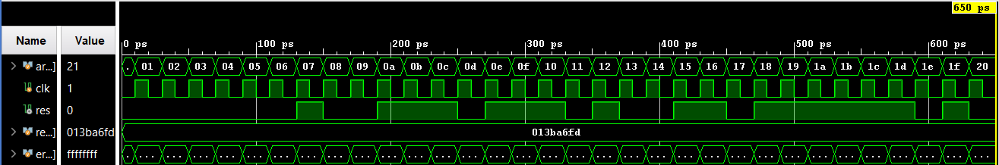 650 ps
Name Value
0 ps 100 ps 200 ps 300 ps 400 ps 500 ps 600 ps
ar...] 21 . 01 02 03 04 05 06 07 08 09 0a 0b 0c 0d 0e 0f 10 11 12 13 14 15 16 17 18 19 1a 1b 1c 1d 1e 1f 20
clk 1
res 0
re...] 013ba6fd 013ba6fd
er...] ffffffff . ... ... ... ... ... ... ... ... ... ... ... ... ... ... ... ... ... ... ... ... ... ... ... ... ... ... ... ... ... ... ... ...